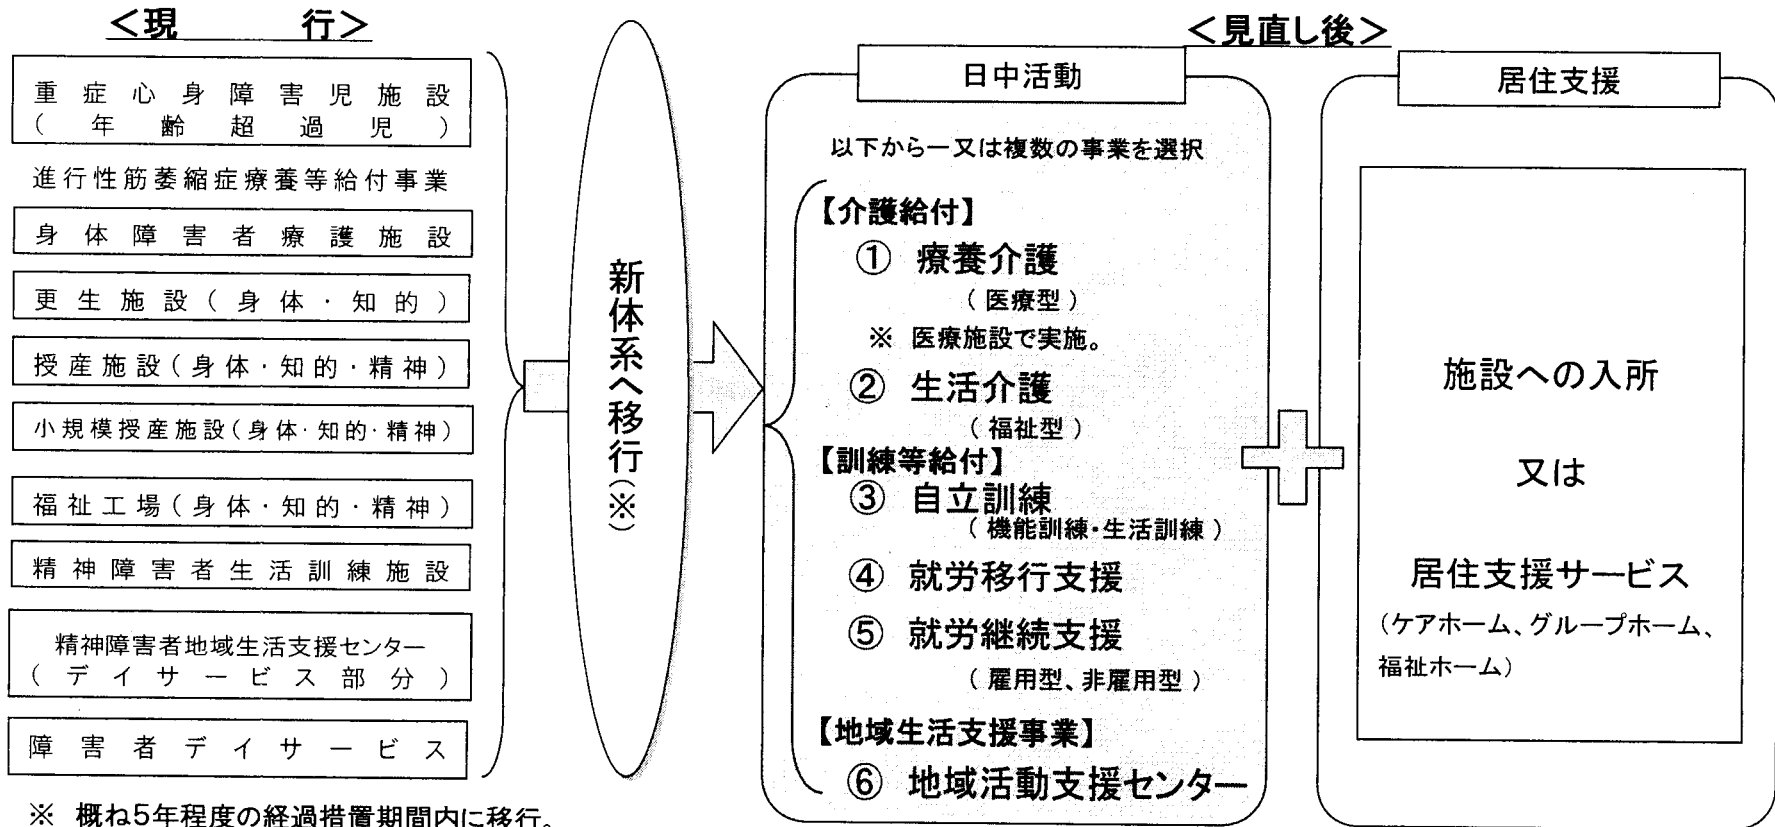 ＜現　　行＞
重症心身障害児施設
(年齢超過児)
進行性筋萎縮症療養等給付事業
身体障害者療護施設
更生施設(身体・知的)
授産施設(身体・知的・精神)
小規模授産施設(身体・知的・精神)
福祉工場(身体・知的・精神)
精神障害者生活訓練施設
精神障害者地域生活支援センター
(デイサービス部分)
障害者デイサービス
※ 概ね5年程度の経過措置期間内に移行。
新体系へ移行(※)
＜見直し後＞
日中活動
以下から一又は複数の事業を選択
【介護給付】
① 療養介護
(医療型)
※ 医療施設で実施。
② 生活介護
(福祉型)
【訓練等給付】
③ 自立訓練
(機能訓練・生活訓練)
④ 就労移行支援
⑤ 就労継続支援
(雇用型、非雇用型)
【地域生活支援事業】
⑥ 地域活動支援センター
居住支援
施設への入所
又は
居住支援サービス
(ケアホーム、グループホーム、
福祉ホーム)